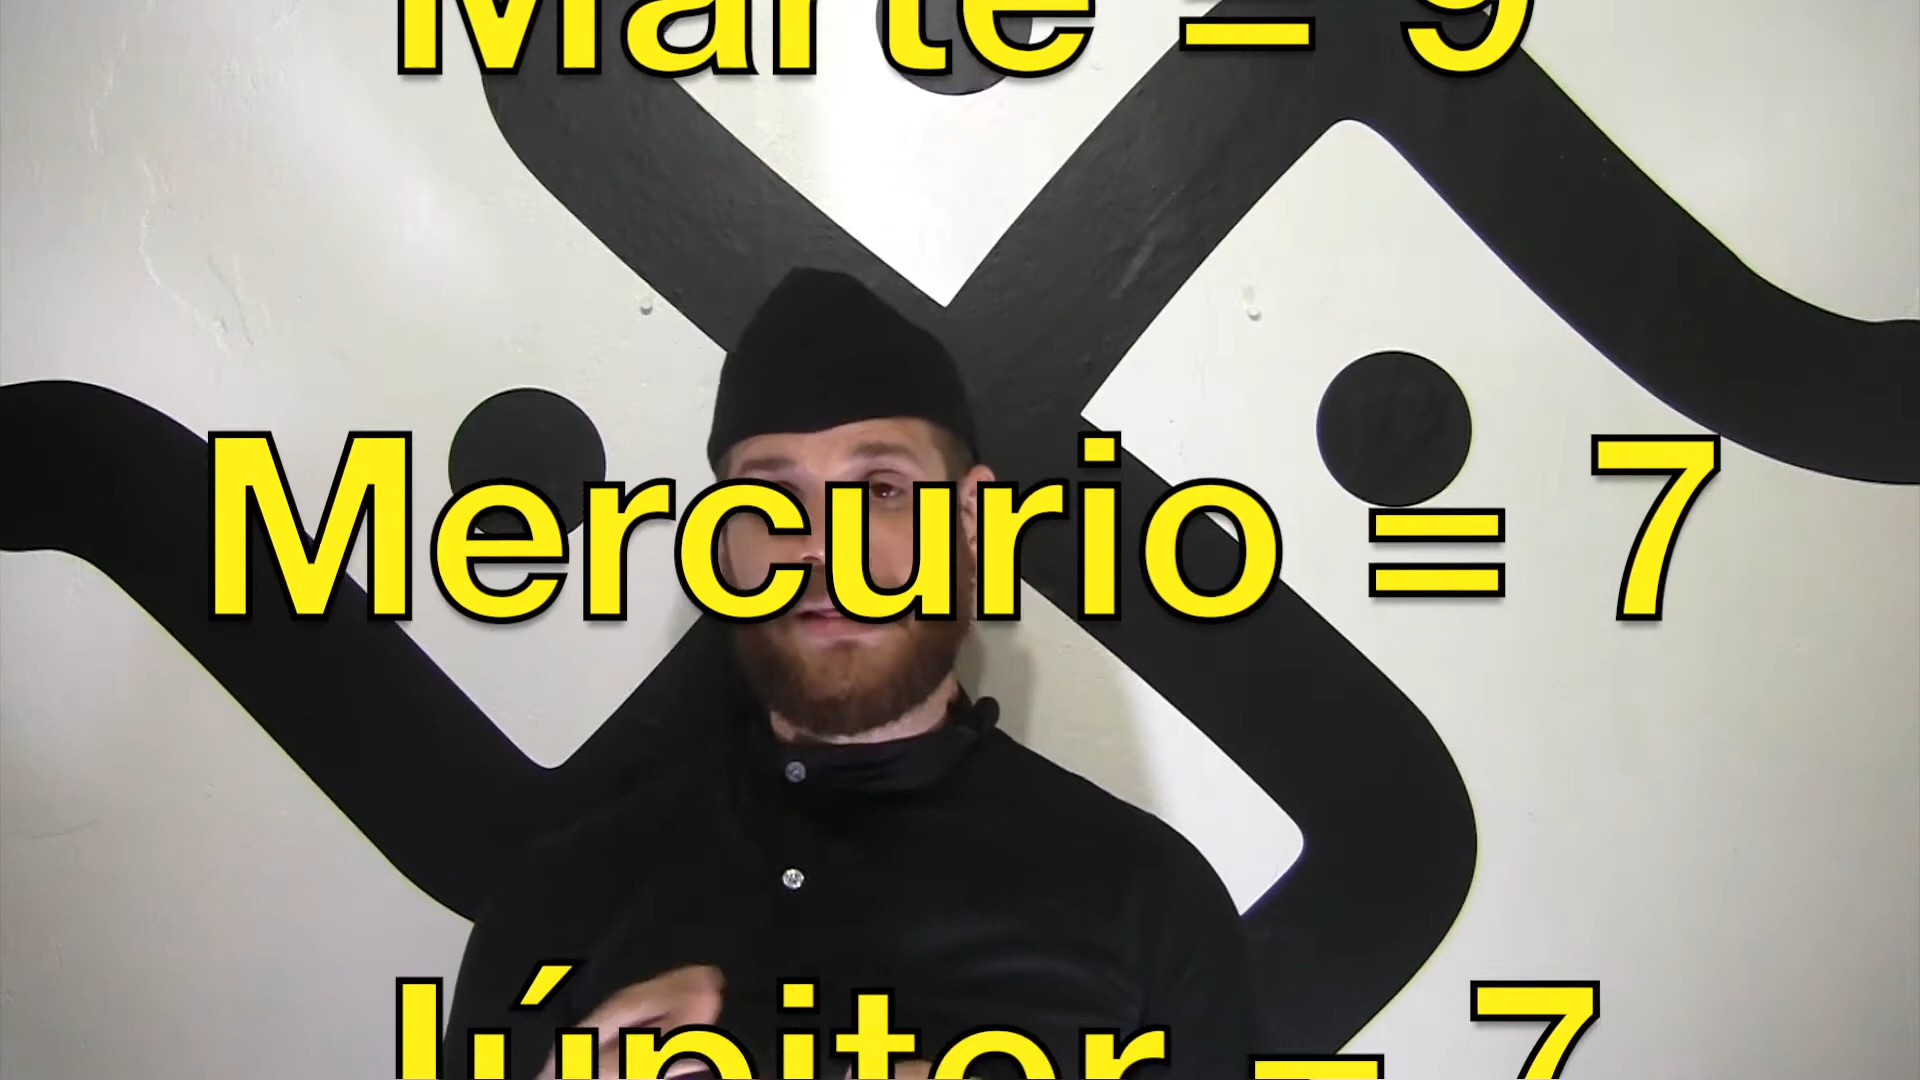 Marte = 9
Mercurio = 7
Júpiter = 7